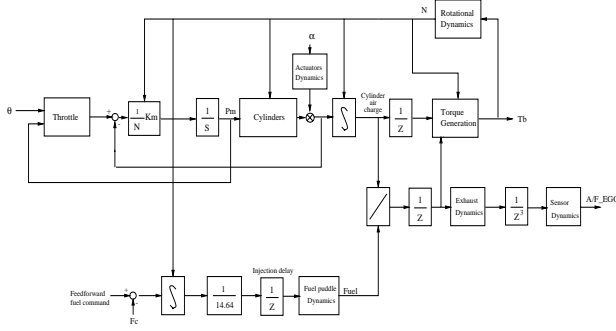 N
Rotational
Dynamics
α
Actuators
Dynamics
θ
Throttle
+
-
1
N
Km
1
S
Pm
Cylinders
Cylinder
air
charge
1
Z
Torque
Generation
Tb
1
Z
Exhaust
Dynamics
1
Z3
Sensor
Dynamics
A/F_EGO
Feedforward
fuel command
+
-
Fc
1
14.64
Injection delay
1
Z
Fuel puddle
Dynamics
Fuel